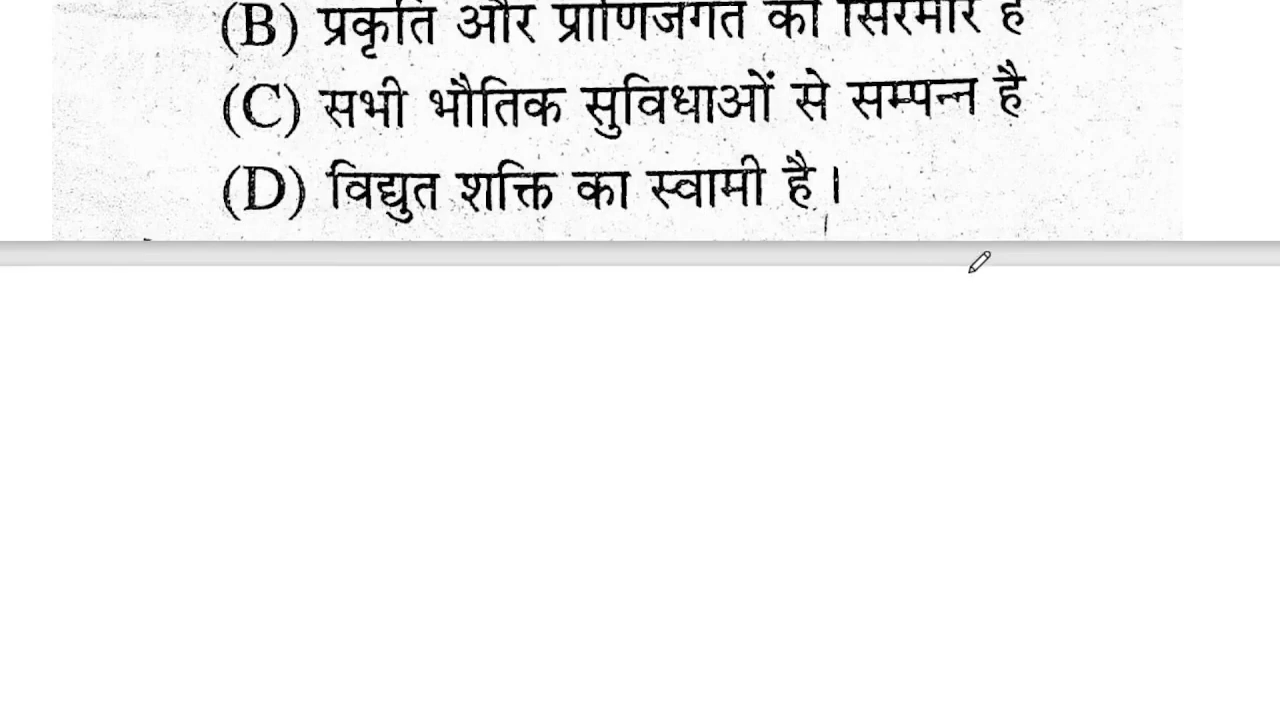 (B) प्रकृति और प्राणिजगत का सिरमौर है
(C) सभी भौतिक सुविधाओं से सम्पन्न है
(D) विद्युत शक्ति का स्वामी है।